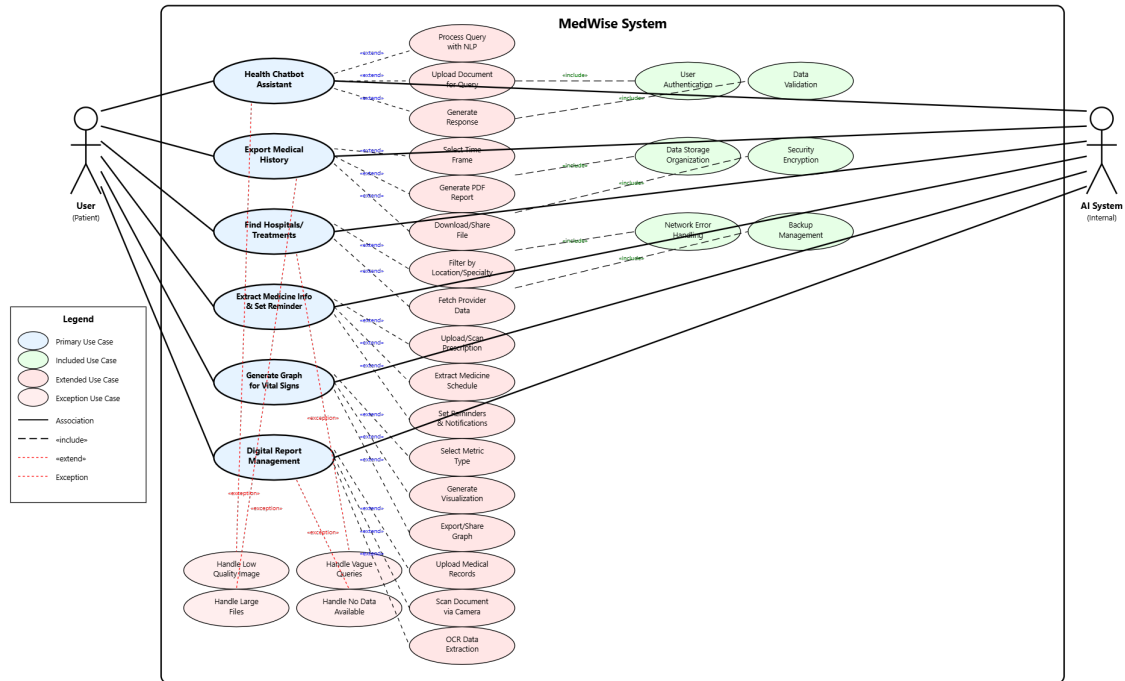 MedWise System
Process Query
with NLP
«extend»
Health Chatbot
Assistant
«extend»
Upload Document
for Query
«include»
User
Authentication
Data
Validation
«extend»
«include»
Generate
Response
Export Medical
History
«extend»
Select Time
Frame
Data Storage
Organization
Security
Encryption
«extend»
«include»
«include»
Generate PDF
Report
«extend»
User
(Patient)
AI System
(Internal)
Find Hospitals/
Treatments
Download/Share
File
Network Error
Handling
Backup
Management
«extend»
«include»
«include»
Filter by
Location/Specialty
«extend»
Extract Medicine Info
& Set Reminder
Fetch Provider
Data
«extend»
Upload/Scan
Prescription
«extend»
«extend»
Generate Graph
for Vital Signs
Extract Medicine
Schedule
«exception»
«extend»
Set Reminders
& Notifications
«extend»
Digital Report
Management
«extend»
Select Metric
Type
«exception»
«exception»
Generate
Visualization
«extend»
«exception»
«extend»
Export/Share
Graph
«extend»
Handle Low
Quality Image
Handle Vague
Queries
Upload Medical
Records
Handle Large
Files
Handle No Data
Available
Scan Document
via Camera
OCR Data
Extraction
Legend
Primary Use Case
Included Use Case
Extended Use Case
Exception Use Case
Association
«include»
«extend»
Exception